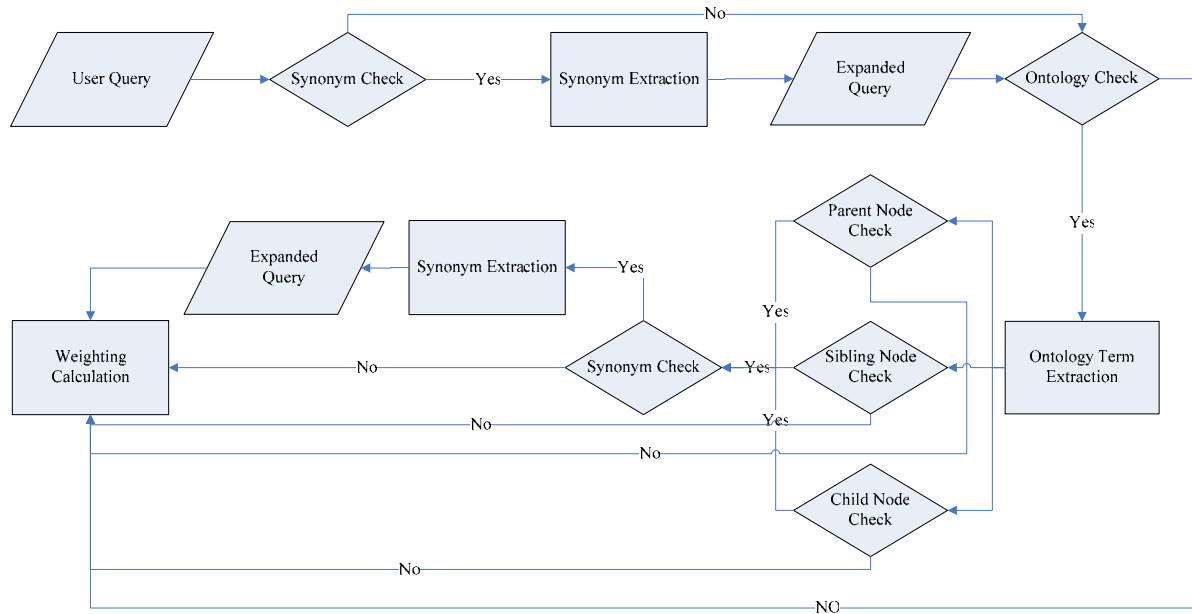 No
User Query
Synonym Check
Yes
Synonym Extraction
Expanded
Query
Ontology Check
Yes
Parent Node
Check
Expanded
Query
Synonym Extraction
Yes
Yes
Weighting
Calculation
No
Synonym Check
Yes
Sibling Node
Check
Ontology Term
Extraction
Yes
No
No
Child Node
Check
No
NO